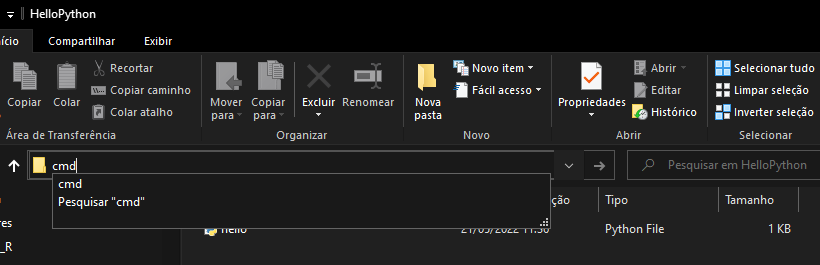 HelloPython
nício
Compartilhar
Exibir
Copiar
Colar
Recortar
Copiar caminho
Colar atalho
Mover para
Copiar para
Excluir
Renomear
Nova pasta
Novo item
Fácil acesso
Propriedades
Abrir
Editar
Histórico
Selecionar tudo
Limpar seleção
Inverter seleção
Área de Transferência
Organizar
Novo
Abrir
Selecionar
cmd
Pesquisar em HelloPython
cmd
Pesquisar "cmd"
ção
Tipo
Tamanho
res
_R
hello
21/05/2022 11:36
Python File
1 KB